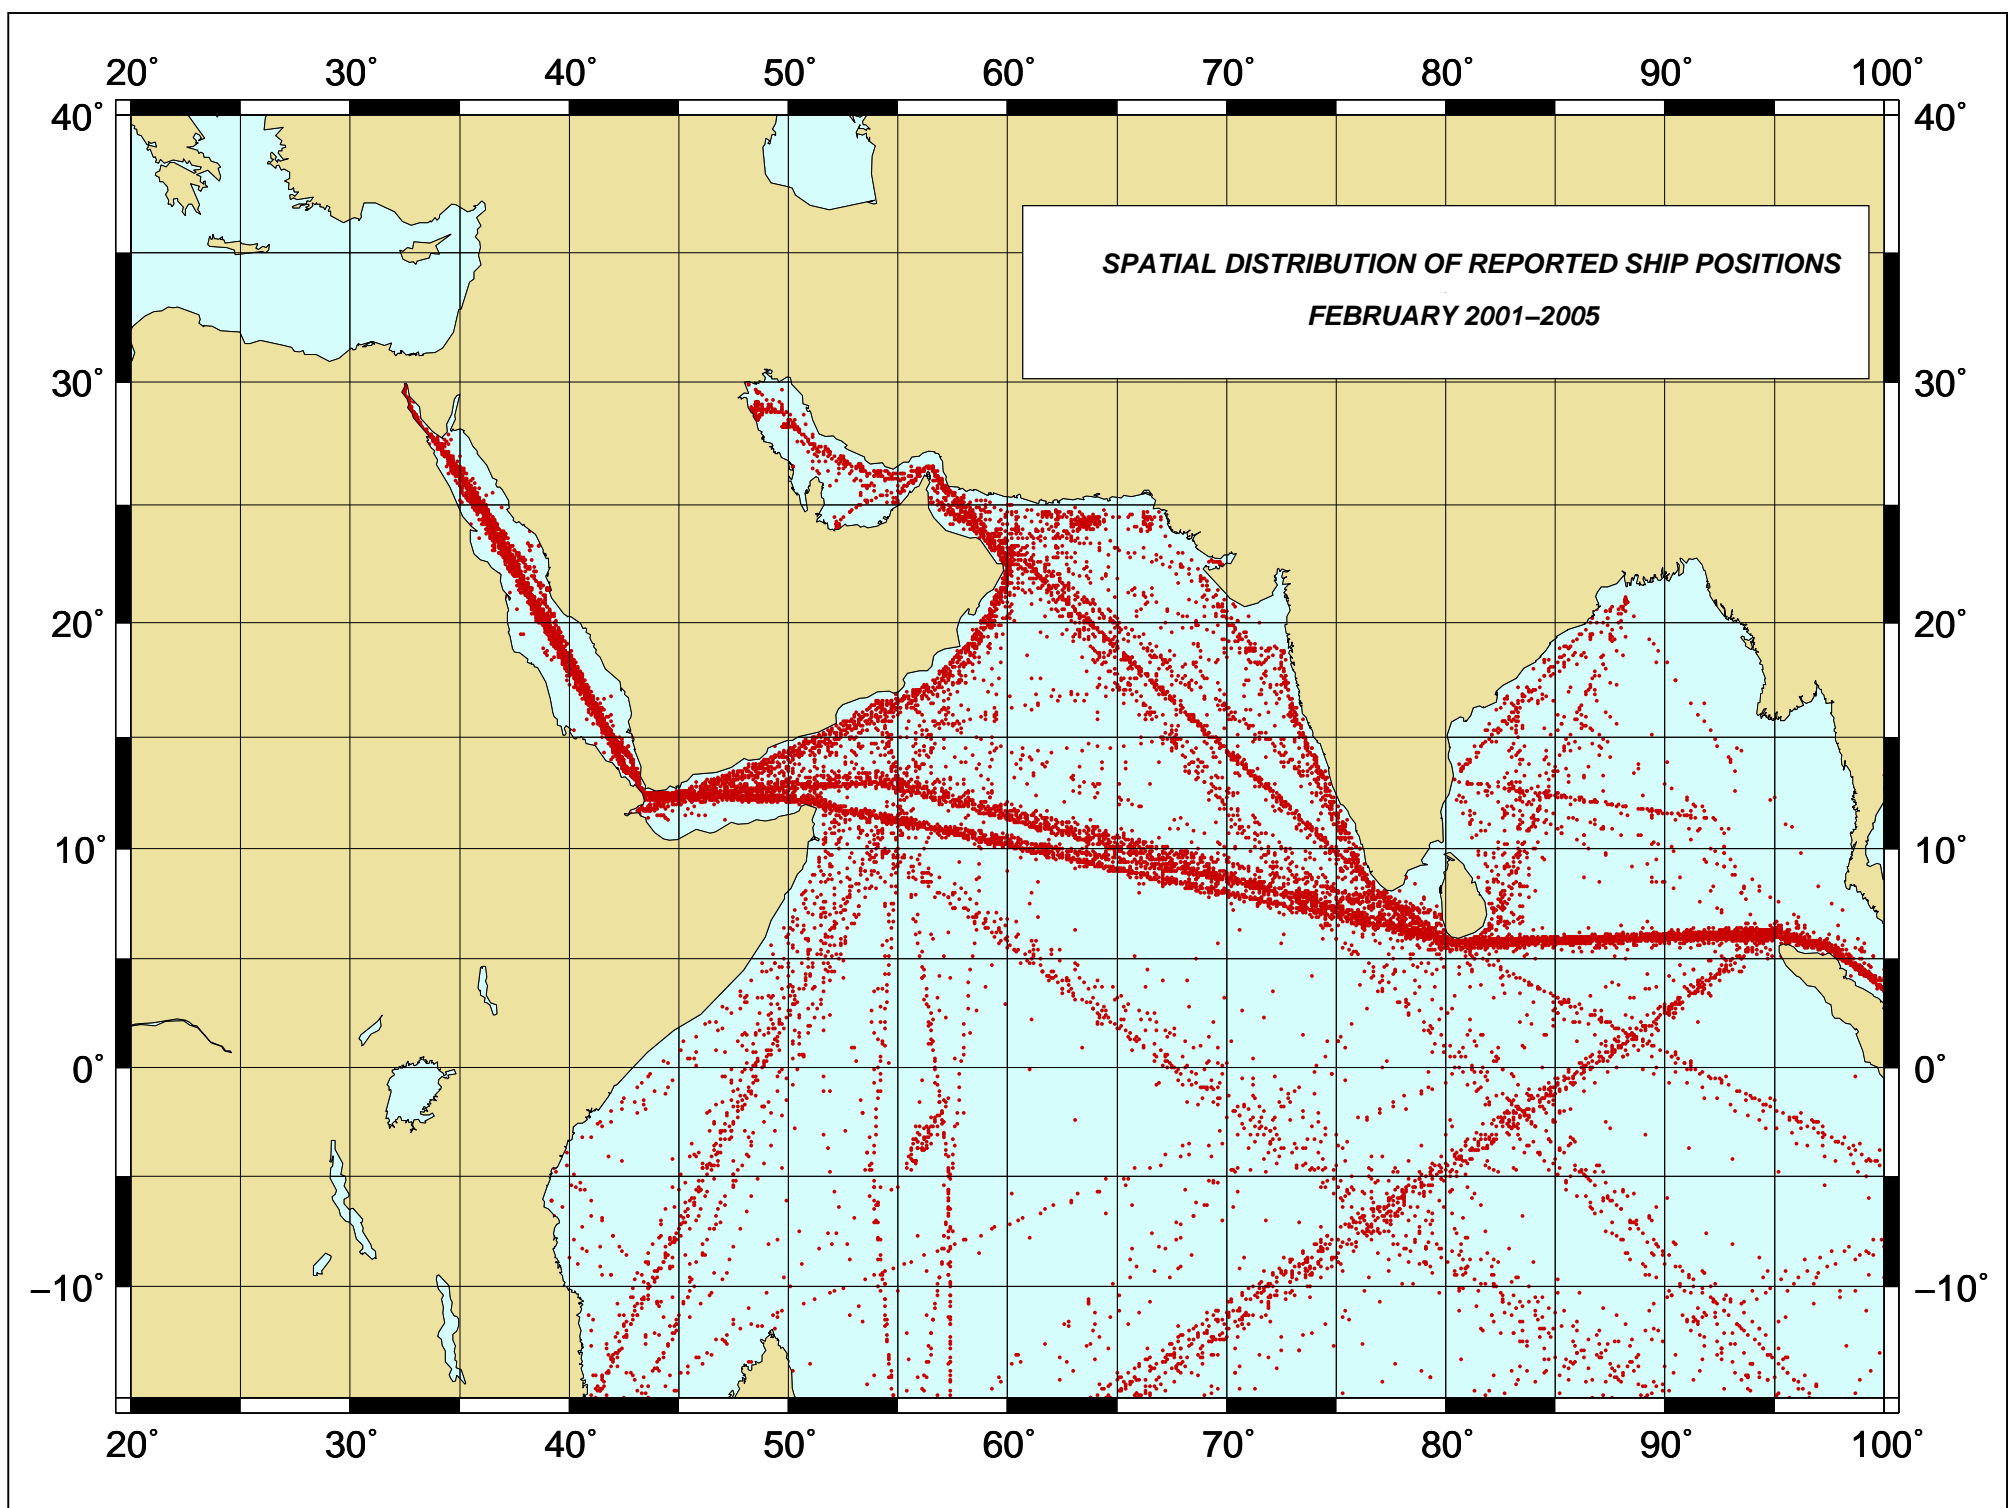 20° 30° 40° 50° 60° 70° 80° 90° 100°
40° 40°
SPATIAL DISTRIBUTION OF REPORTED SHIP POSITIONS
FEBRUARY 2001–2005
30° 30°
20° 20°
10° 10°
0° 0°
−10° −10°
20° 30° 40° 50° 60° 70° 80° 90° 100°